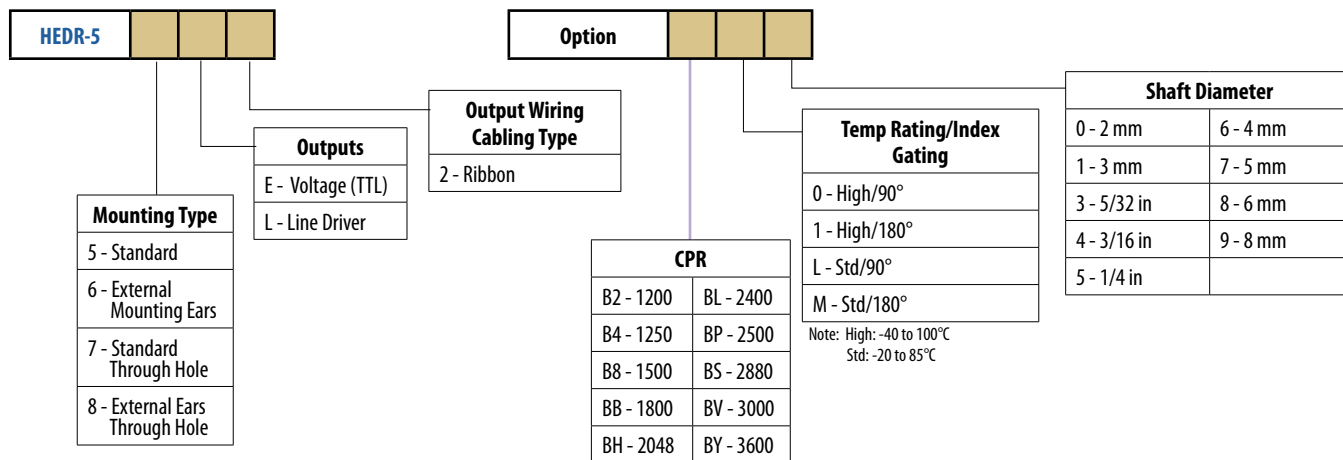 HEDR-5
Option
Mounting Type
5 - Standard
6 - External
Mounting Ears
7 - Standard
Through Hole
8 - External Ears
Through Hole
Outputs
E - Voltage (TTL)
L - Line Driver
Output Wiring
Cabling Type
2 - Ribbon
CPR
B2 - 1200
BL - 2400
B4 - 1250
BP - 2500
B8 - 1500
BS - 2880
BB - 1800
BV - 3000
BH - 2048
BY - 3600
Temp Rating/Index
Gating
0 - High/90°
1 - High/180°
L - Std/90°
M - Std/180°
Note: High: -40 to 100°C
Std: -20 to 85°C
Shaft Diameter
0 - 2 mm
6 - 4 mm
1 - 3 mm
7 - 5 mm
3 - 5/32 in
8 - 6 mm
4 - 3/16 in
9 - 8 mm
5 - 1/4 in